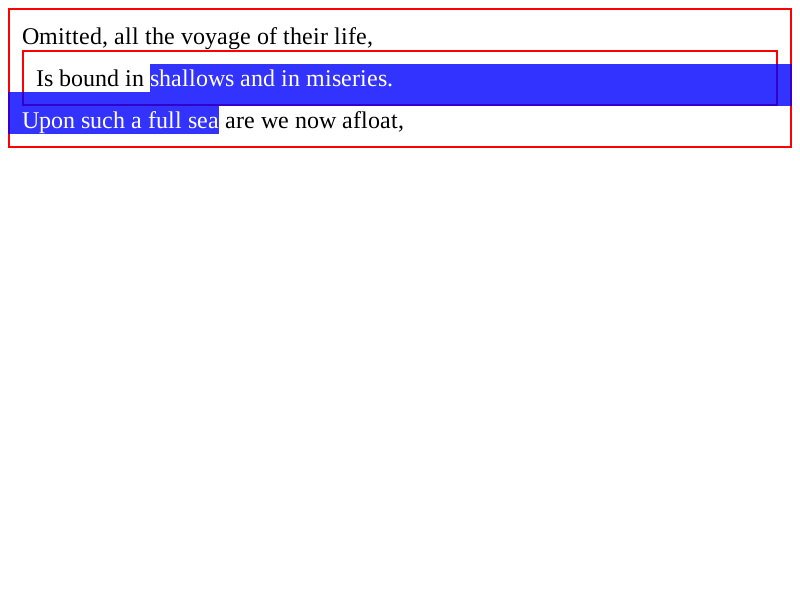 Omitted, all the voyage of their life,
Is bound in shallows and in miseries.
Upon such a full sea are we now afloat,